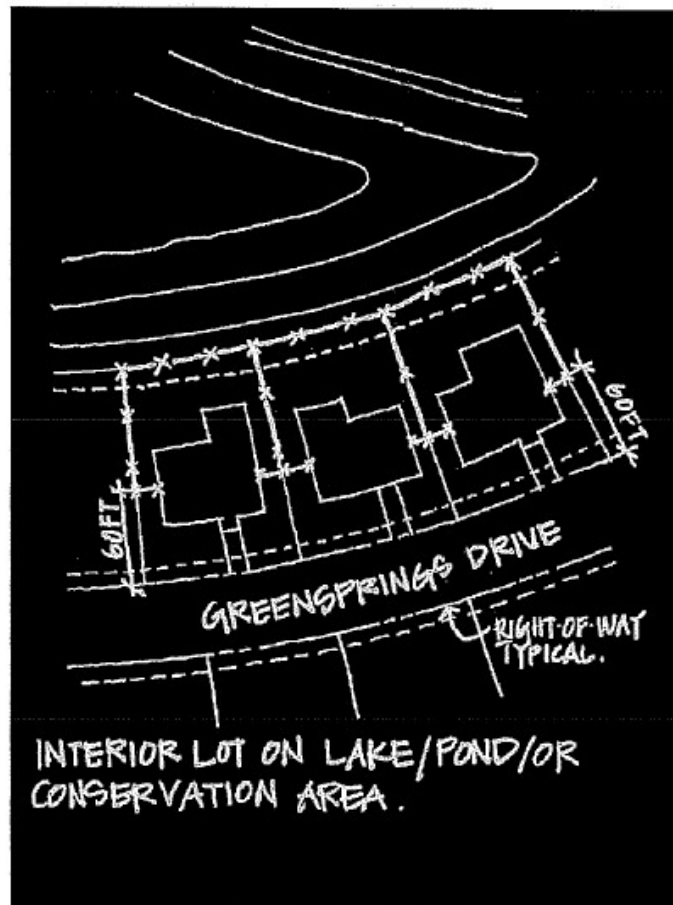 60FT
60FT
GREENSPRINGS DRIVE
RIGHT-OF-WAY
TYPICAL.
INTERIOR LOT ON LAKE/POND/OR
CONSERVATION AREA.